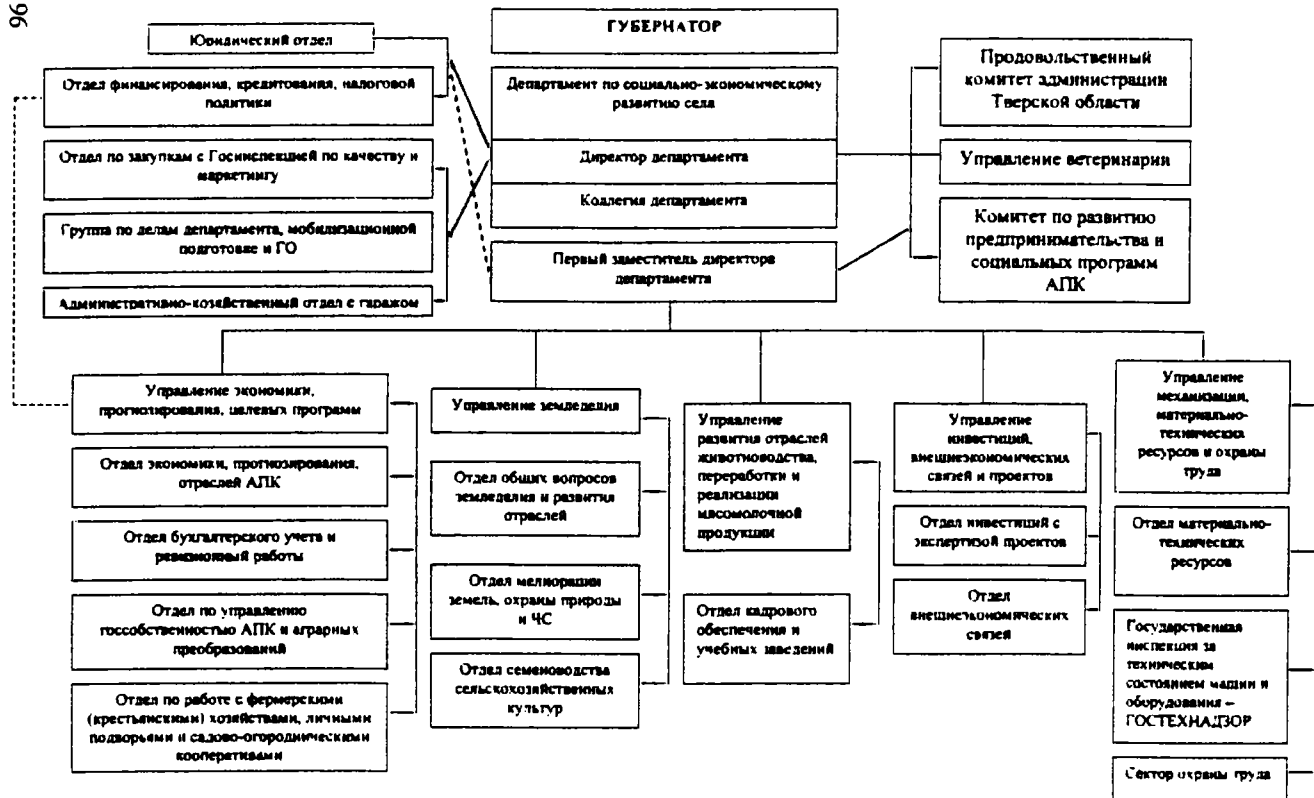 96
ГУБЕРНАТОР
Юридический отдел
Отдел финансирования, кредитования, налоговой
политики
Отдел по закупкам с Госинспекцией по качеству и
маркетингу
Группа по делам департамента, мобилизационной
подготовке и ГО
Административно-хозяйственный отдел с гаражом
Департамент по социально-экономическому
развитию села
Директор департамента
Коллегия департамента
Первый заместитель директора
департамента
Продовольственный
комитет администрации
Тверской области
Управление ветеринарии
Комитет по развитию
предпринимательства и
социальных программ
АПК
Управление экономики,
прогнозирования, целевых программ
Отдел экономики, прогнозирования,
отраслей АПК
Отдел бухгалтерского учета и
ревизионный работы
Отдел по управлению
госсобственностью АПК и аграрных
преобразований
Отдел по работе с фермерскими
(крестьянскими) хозяйствами, личными
подворьями и садово-огородническими
кооперативами
Управление земледелия
Отдел общих вопросов
земледелия и развития
отраслей
Отдел мелиорации
земель, охраны природы
и ЧС
Отдел семеноводства
сельскохозяйственных
культур
Управление
развития отраслей
животноводства,
переработки и
реализации
мясомолочной
продукции
Отдел кадрового
обеспечения и
учебных заведений
Управление
инвестиций,
внешнеэкономических
связей и проектов
Отдел инвестиций с
экспертизой проектов
Отдел
внешнеэкономических
связей
Управление
механизации,
материально-
технических
ресурсов и охраны
труда
Отдел материально-
технических
ресурсов
Государственная
инспекция за
техническим
состоянием машин и
оборудования –
ГОСТЕХНАДЗОР
Сектор охраны труда